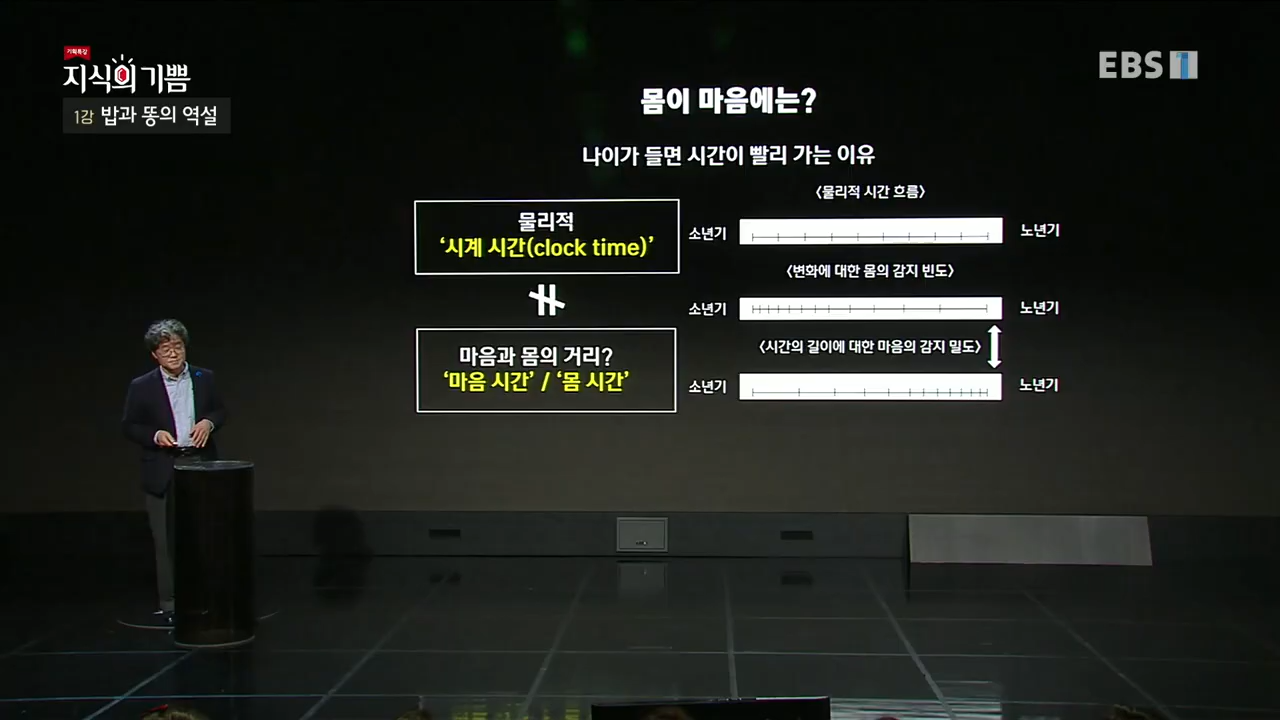 기획특강
지식의 기쁨
1강 밥과 똥의 역설
EBS 1
몸이 마음에는?
나이가 들면 시간이 빨리 가는 이유
물리적
‘시계 시간(clock time)’
마음과 몸의 거리?
‘마음 시간’ / ‘몸 시간’
<물리적 시간 흐름>
소년기 노년기
<변화에 대한 몸의 감지 빈도>
소년기 노년기
<시간의 길이에 대한 마음의 감지 밀도>
소년기 노년기